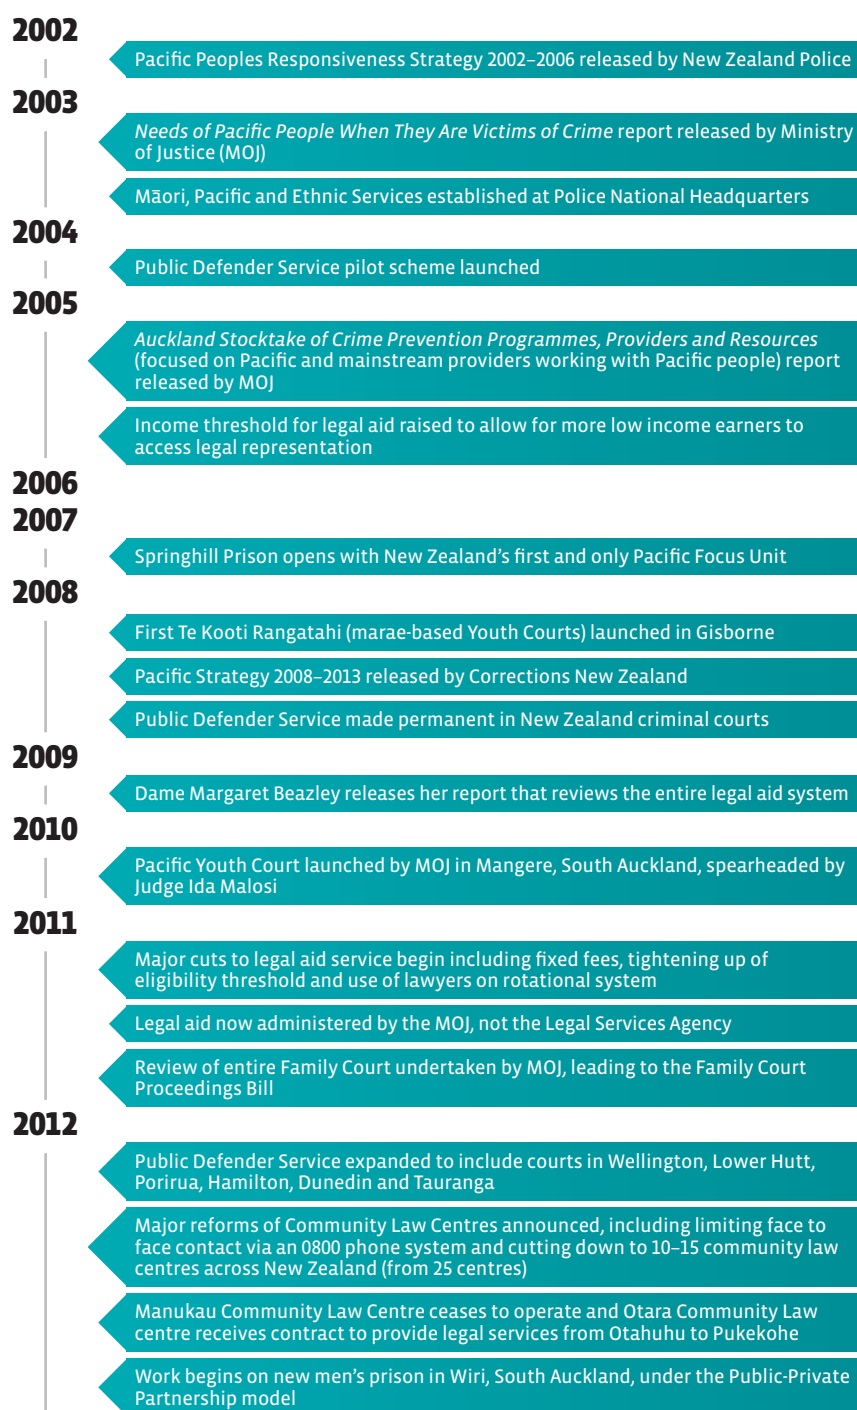 2002
Pacific Peoples Responsiveness Strategy 2002–2006 released by New Zealand Police
2003
Needs of Pacific People When They Are Victims of Crime report released by Ministry
of Justice (MOJ)
Māori, Pacific and Ethnic Services established at Police National Headquarters
2004
Public Defender Service pilot scheme launched
2005
Auckland Stocktake of Crime Prevention Programmes, Providers and Resources
(focused on Pacific and mainstream providers working with Pacific people) report
released by MOJ
Income threshold for legal aid raised to allow for more low income earners to
access legal representation
2006
2007
Springhill Prison opens with New Zealand’s first and only Pacific Focus Unit
2008
First Te Kooti Rangatahi (marae-based Youth Courts) launched in Gisborne
Pacific Strategy 2008–2013 released by Corrections New Zealand
Public Defender Service made permanent in New Zealand criminal courts
2009
Dame Margaret Beazley releases her report that reviews the entire legal aid system
2010
Pacific Youth Court launched by MOJ in Mangere, South Auckland, spearheaded by
Judge Ida Malosi
2011
Major cuts to legal aid service begin including fixed fees, tightening up of
eligibility threshold and use of lawyers on rotational system
Legal aid now administered by the MOJ, not the Legal Services Agency
Review of entire Family Court undertaken by MOJ, leading to the Family Court
Proceedings Bill
2012
Public Defender Service expanded to include courts in Wellington, Lower Hutt,
Porirua, Hamilton, Dunedin and Tauranga
Major reforms of Community Law Centres announced, including limiting face to
face contact via an 0800 phone system and cutting down to 10–15 community law
centres across New Zealand (from 25 centres)
Manukau Community Law Centre ceases to operate and Otara Community Law
centre receives contract to provide legal services from Otahuhu to Pukekohe
Work begins on new men’s prison in Wiri, South Auckland, under the Public-Private
Partnership model